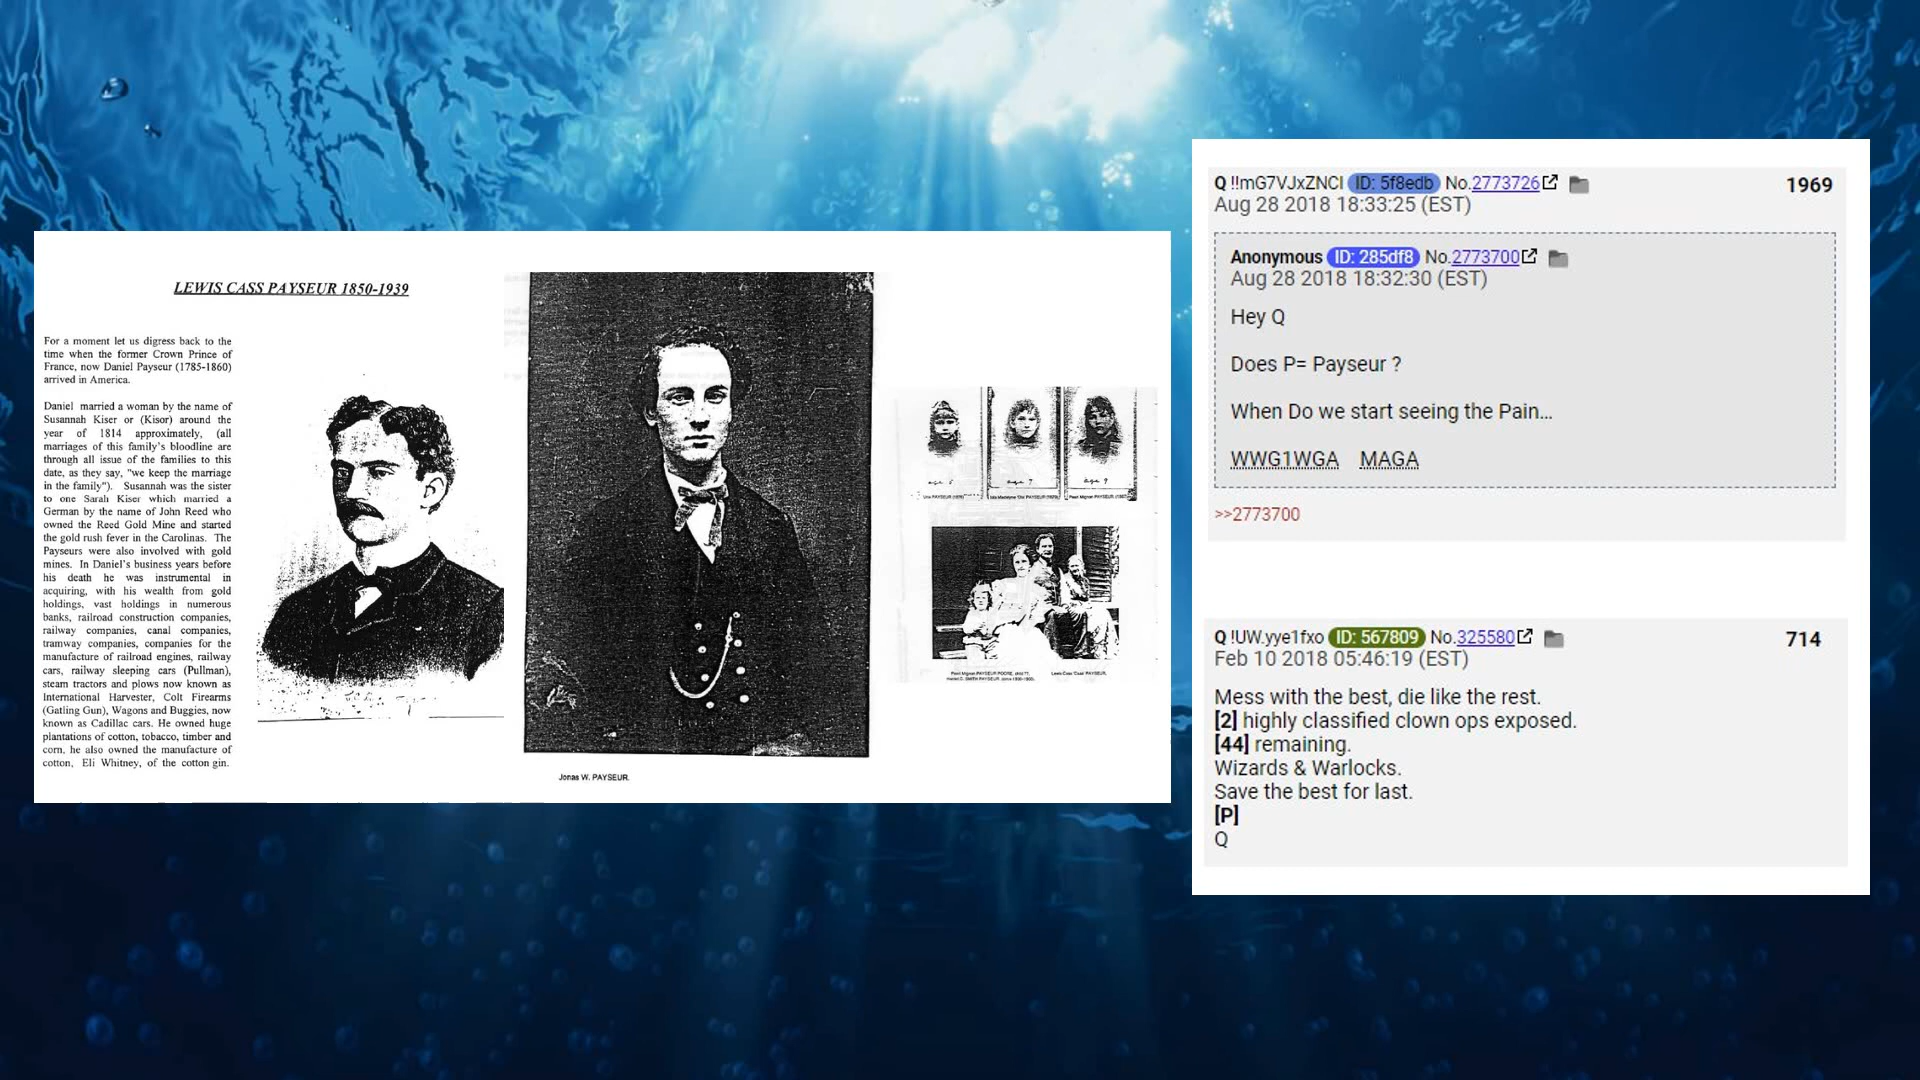 LEWIS CASS PAYSEUR 1850-1939
For a moment let us digress back to the
time when the former Crown Prince of
France, now Daniel Payseur (1785-1860)
arrived in America.
Daniel married a woman by the name of
Susannah Kiser or (Kisor) around the
year of 1814 approximately, (all
marriages of this family's bloodline are
through all issue of the families to this
date, as they say, "we keep the marriage
in the family"). Susannah was the sister
to one Sarah Kiser which married a
German by the name of John Reed who
owned the Reed Gold Mine and started
the gold rush fever in the Carolinas. The
Payseurs were also involved with gold
mines. In Daniel's business years before
his death he was instrumental in
acquiring, with his wealth from gold
holdings, vast holdings in numerous
banks, railroad construction companies,
railway companies, canal companies,
tramway companies, companies for the
manufacture of railroad engines, railway
cars, railway sleeping cars (Pullman),
steam tractors and plows now known as
International Harvester, Colt Firearms
(Gatling Gun), Wagons and Buggies, now
known as Cadillac cars. He owned huge
plantations of cotton, tobacco, timber and
corn, he also owned the manufacture of
cotton, Eli Whitney, of the cotton gin.
Jonas W. PAYSEUR.
age 7
age 9
Lewis Cass 'Cass' PAYSEUR,
Q !!mG7VJxZNCI ID: 5f8edb No.2773726 1969
Aug 28 2018 18:33:25 (EST)
Anonymous ID: 285df8 No.2773700
Aug 28 2018 18:32:30 (EST)
Hey Q
Does P= Payseur ?
When Do we start seeing the Pain...
WWG1WGA MAGA
>>2773700
Q !UW.yye1fxo ID: 567809 No.325580 714
Feb 10 2018 05:46:19 (EST)
Mess with the best, die like the rest.
[2] highly classified clown ops exposed.
[44] remaining.
Wizards & Warlocks.
Save the best for last.
[P]
Q